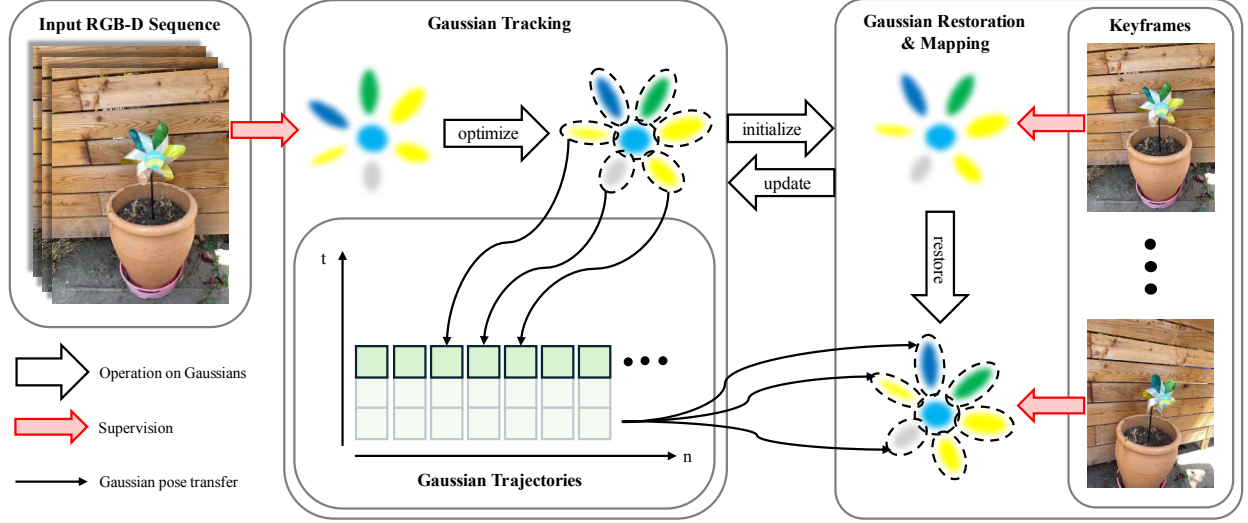 Input RGB-D Sequence
Gaussian Tracking
Gaussian Restoration
& Mapping
Keyframes
optimize
initialize
update
restore
t
n
Gaussian Trajectories
Operation on Gaussians
Supervision
Gaussian pose transfer